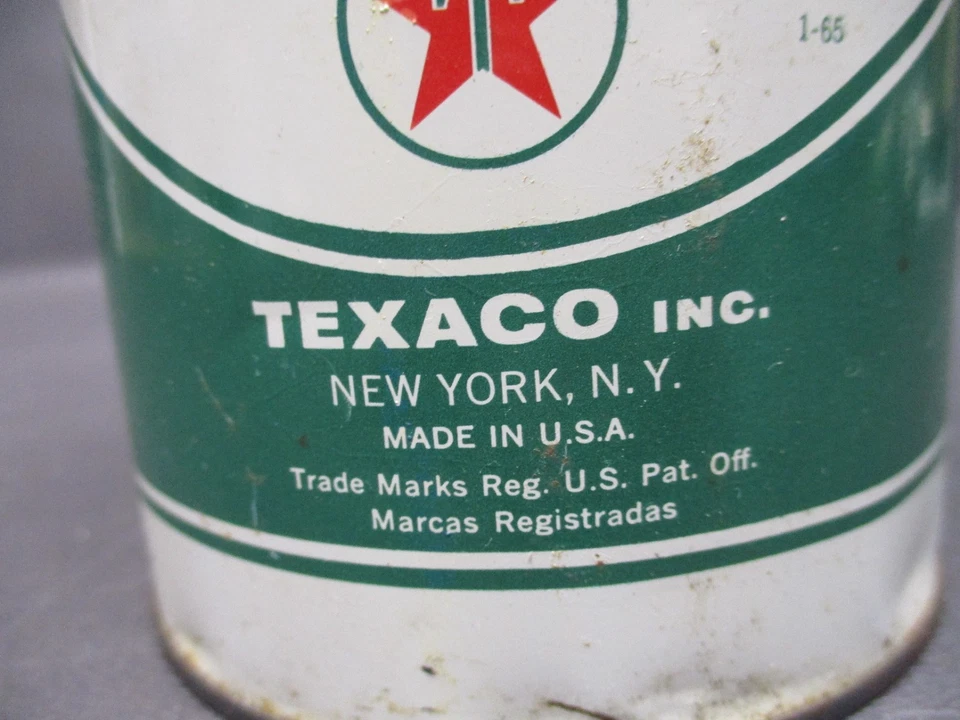 1-65
TEXACO INC.
NEW YORK, N.Y.
MADE IN U.S.A.
Trade Marks Reg. U.S. Pat. Off.
Marcas Registradas